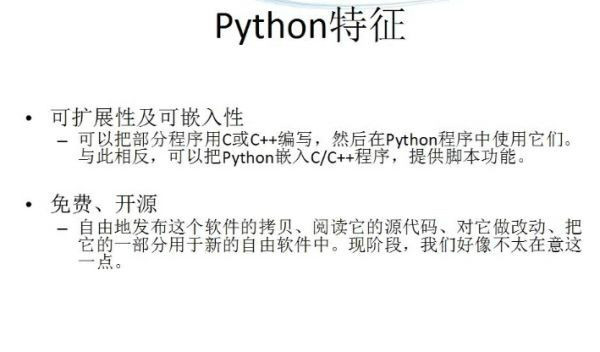 Python特征
• 可扩展性及可嵌入性
– 可以把部分程序用C或C++编写，然后在Python程序中使用它们。
与此相反，可以把Python嵌入C/C++程序，提供脚本功能。
• 免费、开源
– 自由地发布这个软件的拷贝、阅读它的源代码、对它做改动、把
它的一部分用于新的自由软件中。现阶段，我们好像不太在意这
一点。